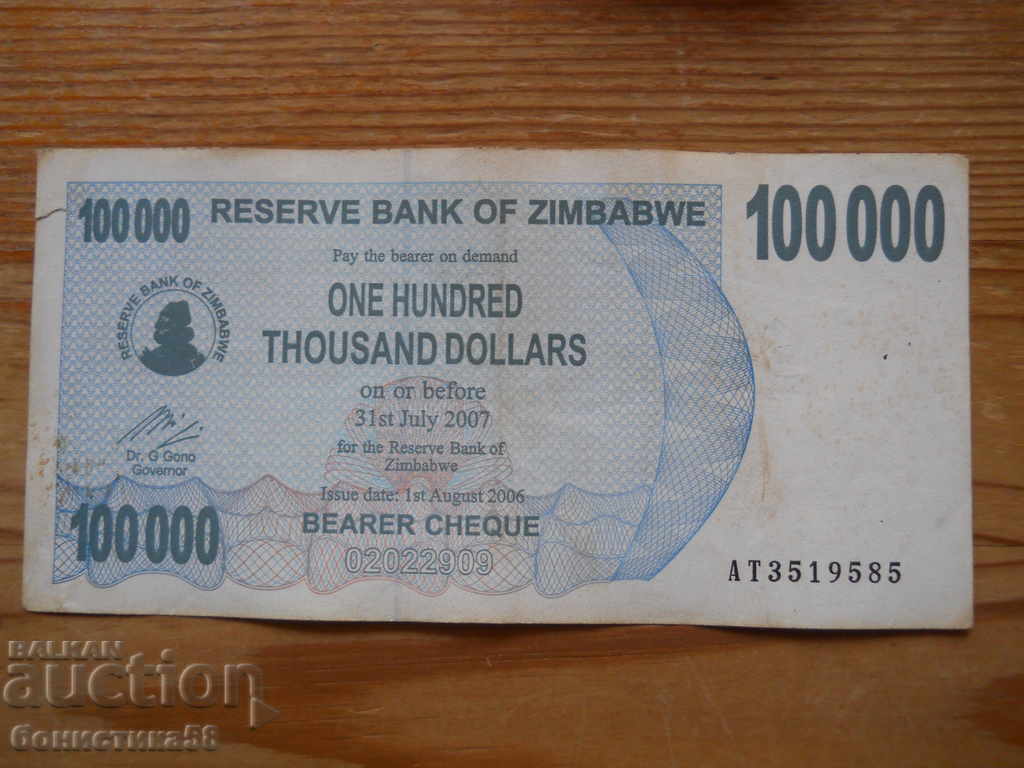 100 000 RESERVE BANK OF ZIMBABWE 100 000
Pay the bearer on demand
ONE HUNDRED
THOUSAND DOLLARS
RESERVE BANK OF ZIMBABWE
on or before
31st July 2007
for the Reserve Bank of
Zimbabwe
Dr. G Gono
Governor
Issue date: 1st August 2006
100 000 BEARER CHEQUE
02022909
AT3519585
BALKAN
auction
бонистика58